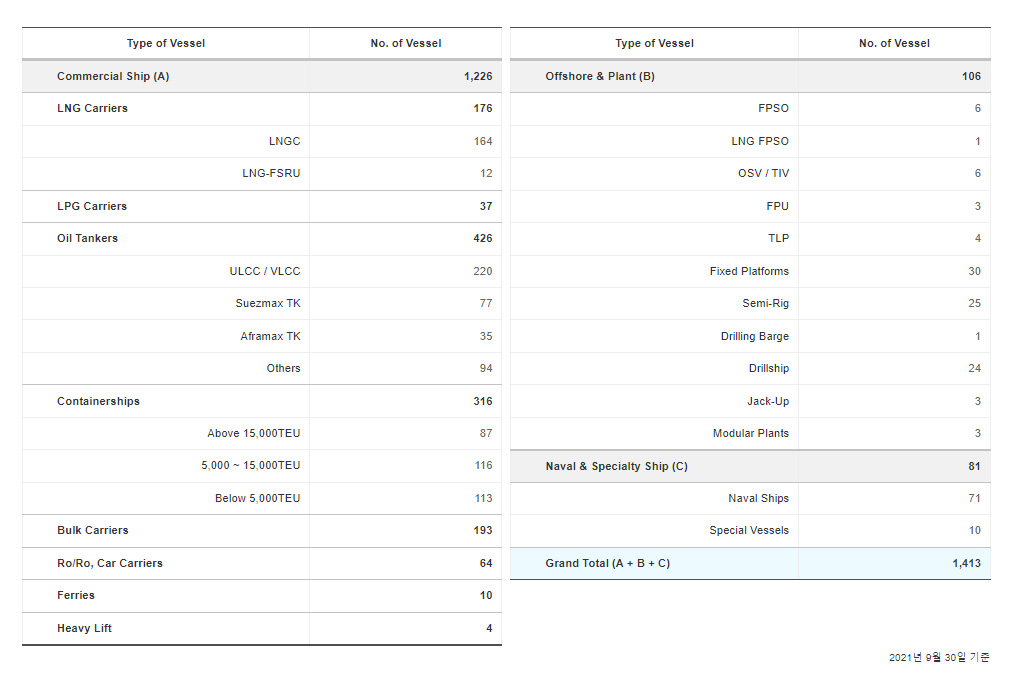 Type of Vessel No. of Vessel
Commercial Ship (A) 1,226
LNG Carriers 176
LNGC 164
LNG-FSRU 12
LPG Carriers 37
Oil Tankers 426
ULCC / VLCC 220
Suezmax TK 77
Aframax TK 35
Others 94
Containerships 316
Above 15,000TEU 87
5,000 ~ 15,000TEU 116
Below 5,000TEU 113
Bulk Carriers 193
Ro/Ro, Car Carriers 64
Ferries 10
Heavy Lift 4
Type of Vessel No. of Vessel
Offshore & Plant (B) 106
FPSO 6
LNG FPSO 1
OSV / TIV 6
FPU 3
TLP 4
Fixed Platforms 30
Semi-Rig 25
Drilling Barge 1
Drillship 24
Jack-Up 3
Modular Plants 3
Naval & Specialty Ship (C) 81
Naval Ships 71
Special Vessels 10
Grand Total (A + B + C) 1,413
2021년 9월 30일 기준